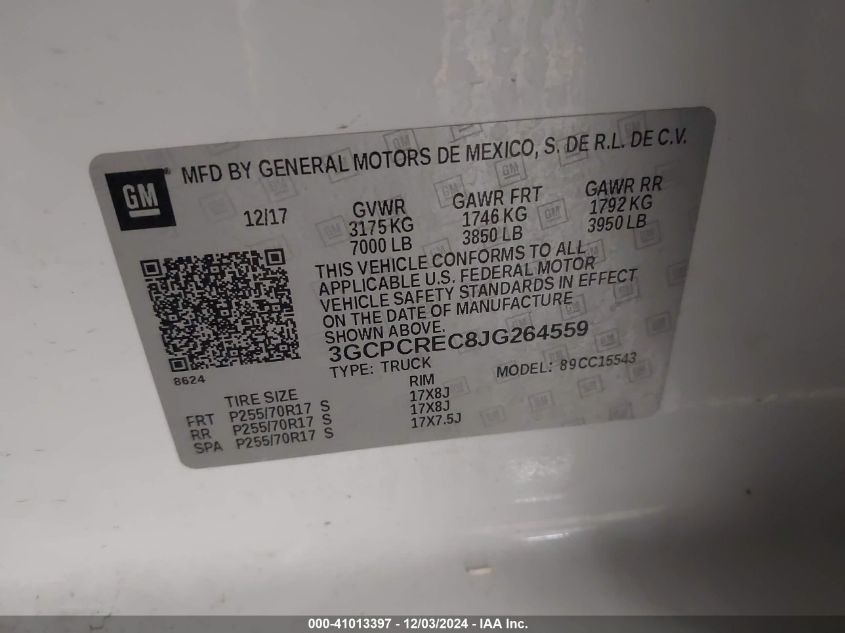 GM ® MFD BY GENERAL MOTORS DE MEXICO, S. DE R.L. DE C.V.
12/17 GVWR GAWR FRT GAWR RR
3175 KG 1746 KG 1792 KG
7000 LB 3850 LB 3950 LB
THIS VEHICLE CONFORMS TO ALL
APPLICABLE U.S. FEDERAL MOTOR
VEHICLE SAFETY STANDARDS IN EFFECT
ON THE DATE OF MANUFACTURE
SHOWN ABOVE.
3GCPCREC8JG264559
8624
TYPE: TRUCK MODEL: 89CC15543
TIRE SIZE RIM
FRT P255/70R17 S 17X8J
RR P255/70R17 S 17X8J
SPA P255/70R17 S 17X7.5J
000-41013397 - 12/03/2024 - IAA Inc.